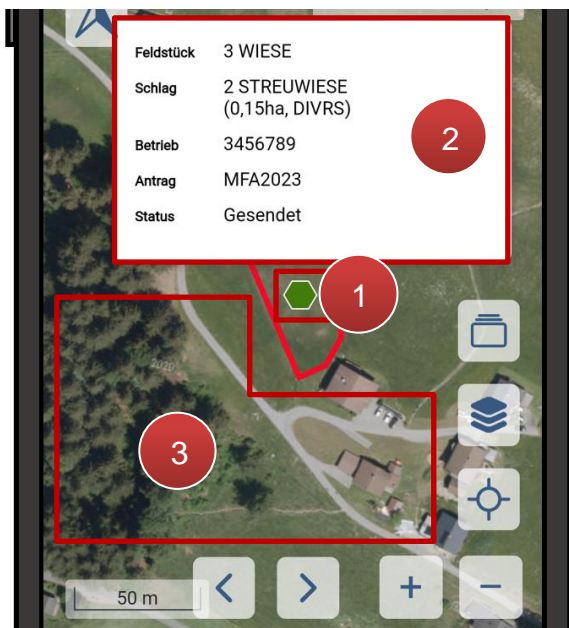 Feldstück 3 WIESE
Schlag 2 STREUWIESE
(0,15ha, DIVRS)
Betrieb 3456789
Antrag MFA2023
Status Gesendet
2
1
2020
3
50 m
+
-